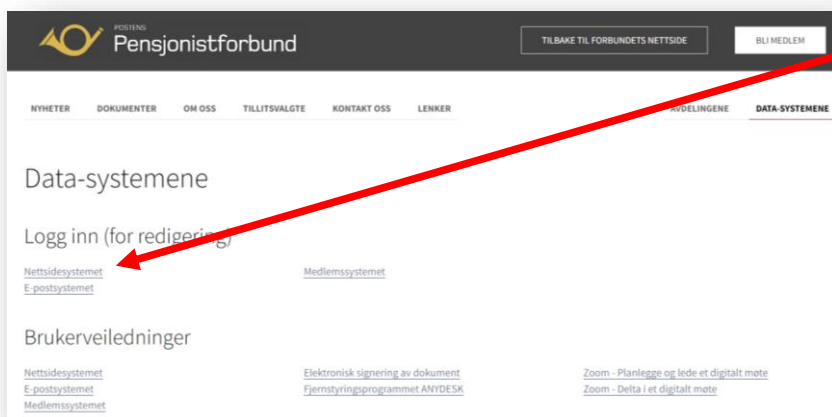 POSTENS
Pensjonistforbund
TILBAKE TIL FORBUNDETS NETTSIDE
BLI MEDLEM
NYHETER DOKUMENTER OM OSS TILLITSVALGTE KONTAKT OSS LENKER AVDELINGENE DATA-SYSTEMENE
Data-systemene
Logg inn (for redigering)
Nettsidesystemet Medlemssystemet
E-postsystemet
Brukerveiledninger
Nettsidesystemet Elektronisk signering av dokument Zoom - Planlegge og lede et digitalt møte
E-postsystemet Fjernstyringsprogrammet ANYDESK Zoom - Delta i et digitalt møte
Medlemssystemet